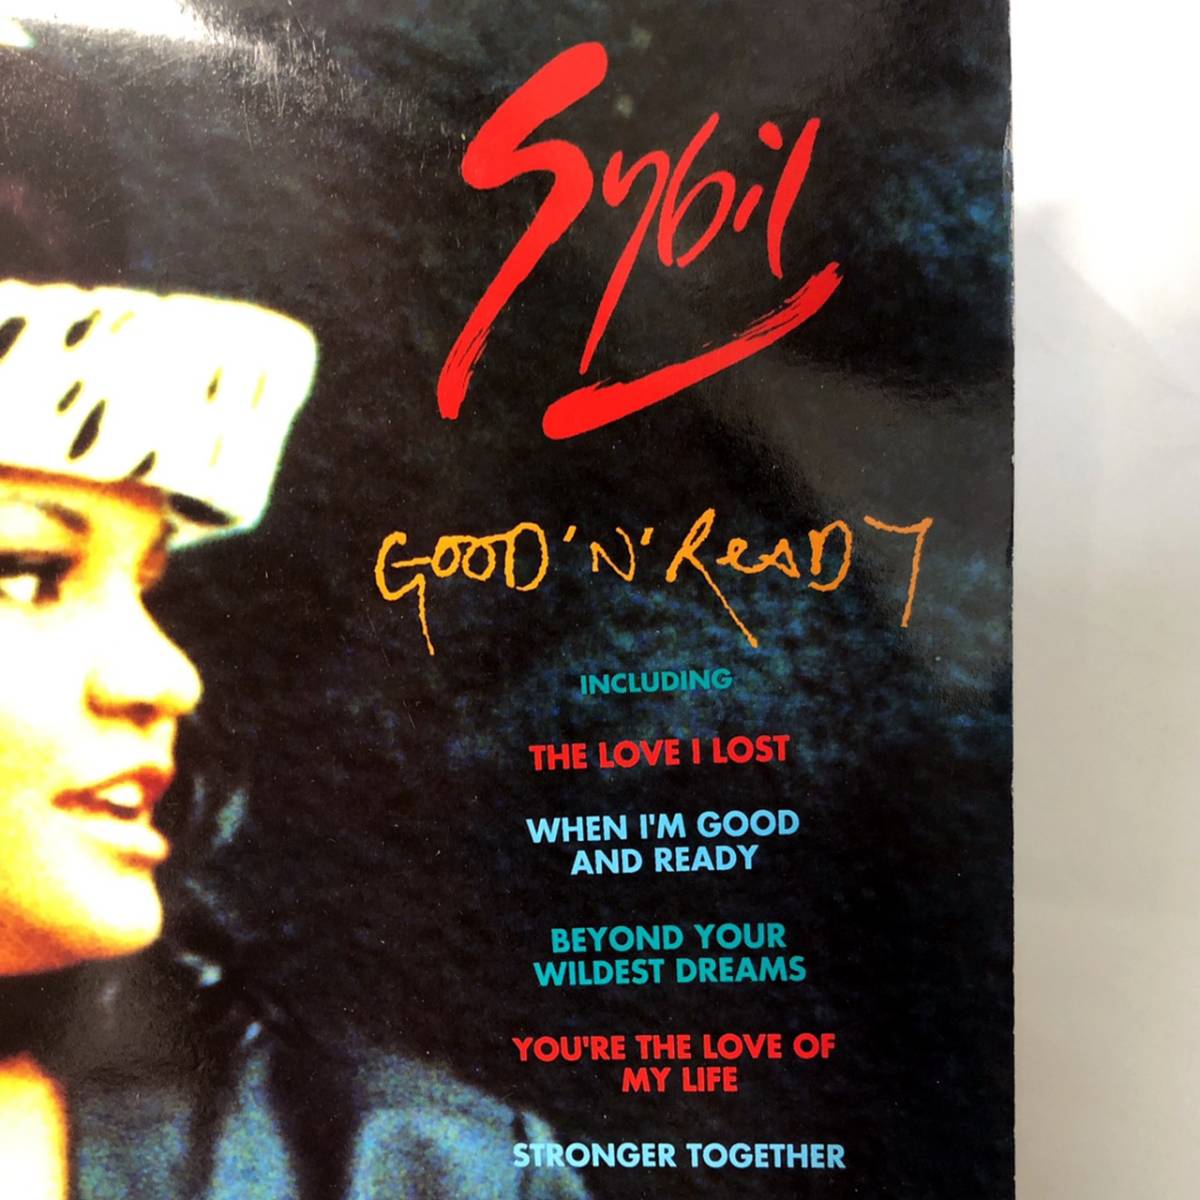 Sybil
GOOD 'N' READY
INCLUDING
THE LOVE I LOST
WHEN I'M GOOD
AND READY
BEYOND YOUR
WILDEST DREAMS
YOU'RE THE LOVE OF
MY LIFE
STRONGER TOGETHER